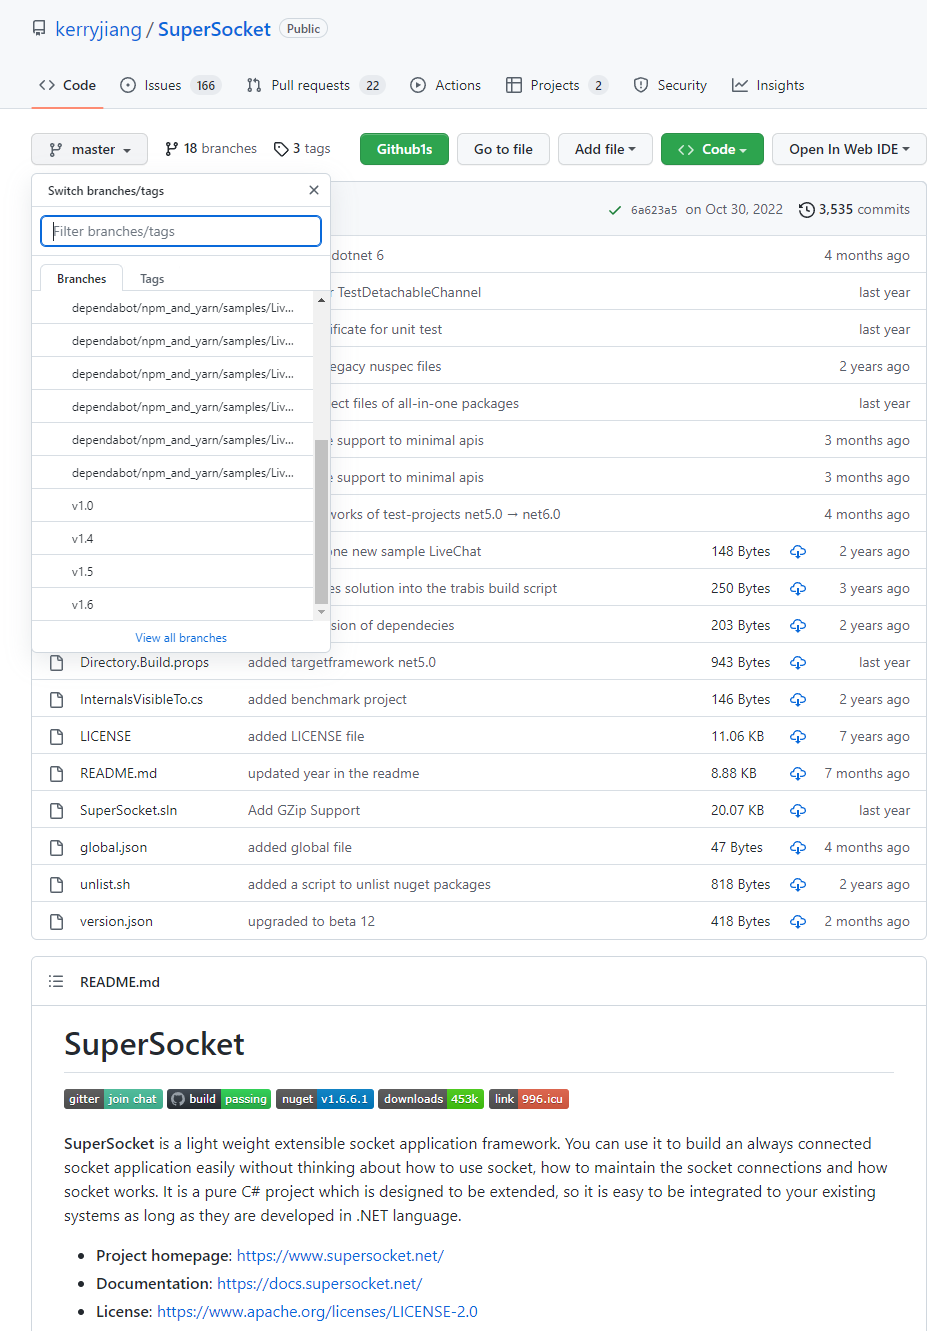 kerryjiang / SuperSocket Public
Code Issues 166 Pull requests 22 Actions Projects 2 Security Insights
master 18 branches 3 tags Github1s Go to file Add file Code Open In Web IDE
Switch branches/tags
6a623a5 on Oct 30, 2022 3,535 commits
Filter branches/tags
dotnet 6 4 months ago
Branches Tags
TestDetachableChannel last year
dependabot/npm_and_yarn/samples/Liv...
ificate for unit test last year
dependabot/npm_and_yarn/samples/Liv...
egacy nuspec files 2 years ago
dependabot/npm_and_yarn/samples/Liv...
ect files of all-in-one packages last year
dependabot/npm_and_yarn/samples/Liv...
support to minimal apis 3 months ago
dependabot/npm_and_yarn/samples/Liv...
support to minimal apis 3 months ago
dependabot/npm_and_yarn/samples/Liv...
v1.0
works of test-projects net5.0 → net6.0 4 months ago
v1.4
one new sample LiveChat 148 Bytes 2 years ago
v1.5
es solution into the trabis build script 250 Bytes 3 years ago
v1.6
sion of dependecies 203 Bytes 2 years ago
View all branches
Directory.Build.props added targetframework net5.0 943 Bytes last year
InternalsVisibleTo.cs added benchmark project 146 Bytes 2 years ago
LICENSE added LICENSE file 11.06 KB 7 years ago
README.md updated year in the readme 8.88 KB 7 months ago
SuperSocket.sln Add GZip Support 20.07 KB last year
global.json added global file 47 Bytes 4 months ago
unlist.sh added a script to unlist nuget packages 818 Bytes 2 years ago
version.json upgraded to beta 12 418 Bytes 2 months ago
README.md
SuperSocket
gitter join chat build passing nuget v1.6.6.1 downloads 453k link 996.icu
SuperSocket is a light weight extensible socket application framework. You can use it to build an always connected
socket application easily without thinking about how to use socket, how to maintain the socket connections and how
socket works. It is a pure C# project which is designed to be extended, so it is easy to be integrated to your existing
systems as long as they are developed in .NET language.
• Project homepage: https://www.supersocket.net/
• Documentation: https://docs.supersocket.net/
• License: https://www.apache.org/licenses/LICENSE-2.0